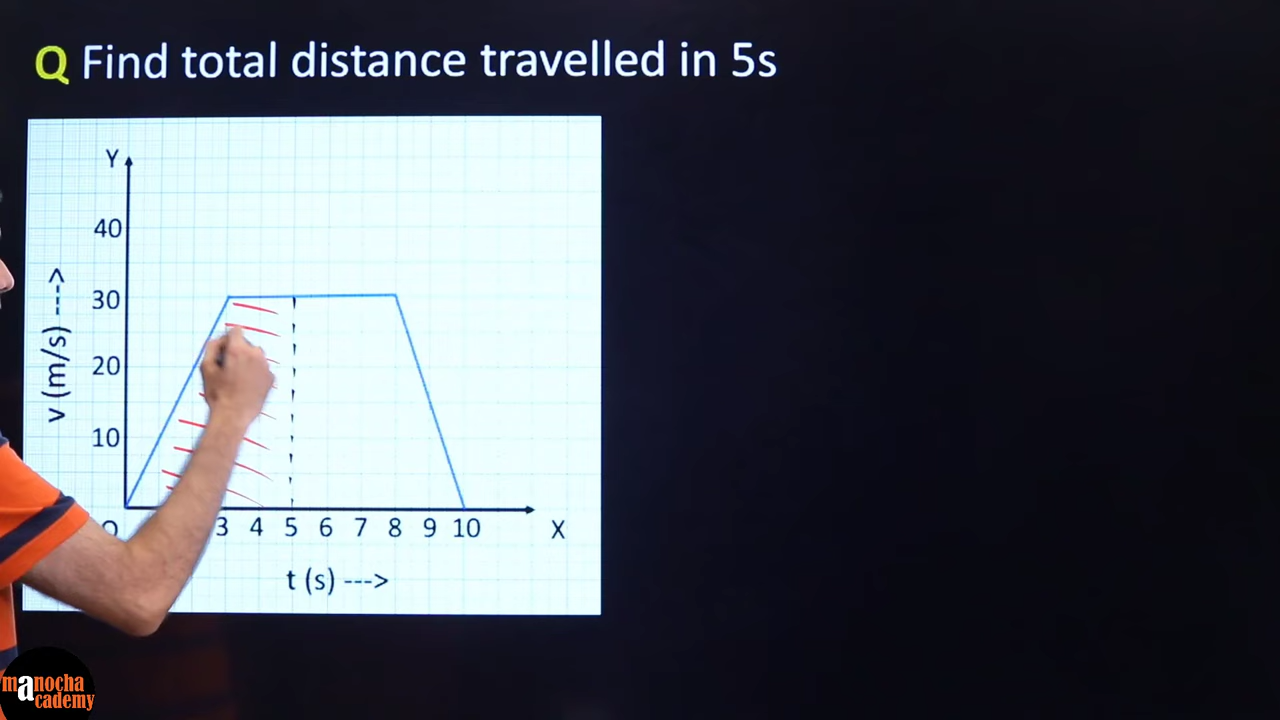 Q Find total distance travelled in 5s
Y
40
30
20
10
v (m/s) --->
3 4 5 6 7 8 9 10 X
t (s) --->
manocha
academy